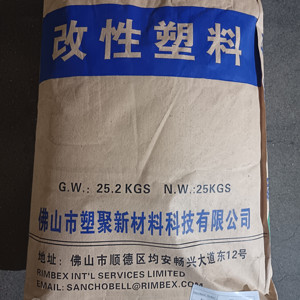 改性塑料
G.W.: 25.2 KGS N.W.:25KGS
佛山市塑聚新材料科技有限公司
地址：佛山市顺德区均安畅兴大道东12号
RIMBEX INT'L SERVICES LIMITED
EMAIL: SANCHOBELL@RIMBEX.COM